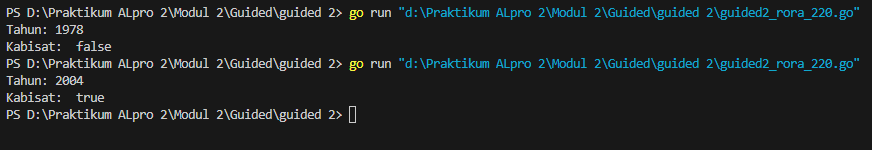 PS D:\Praktikum ALpro 2\Modul 2\Guided\guided 2> go run "d:\Praktikum ALpro 2\Modul 2\Guided\guided 2\guided2_rora_220.go"
Tahun: 1978
Kabisat:  false
PS D:\Praktikum ALpro 2\Modul 2\Guided\guided 2> go run "d:\Praktikum ALpro 2\Modul 2\Guided\guided 2\guided2_rora_220.go"
Tahun: 2004
Kabisat:  true
PS D:\Praktikum ALpro 2\Modul 2\Guided\guided 2>